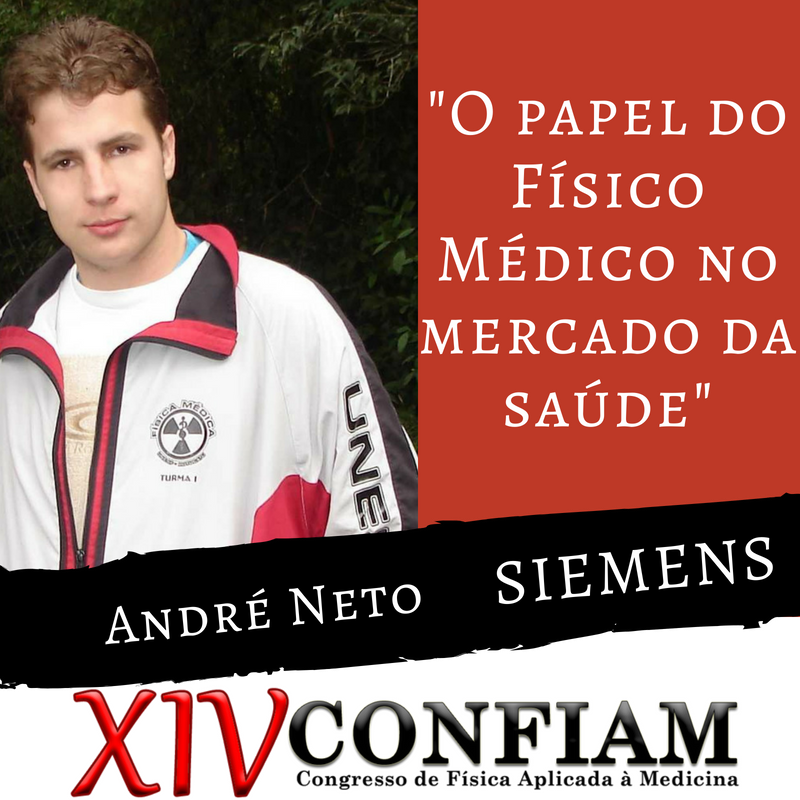 "O papel do
Físico
Médico no
mercado da
saúde"
FÍSICA MÉDICA
TURMA I
UNES
André Neto
SIEMENS
XIV CONFIAM
Congresso de Física Aplicada à Medicina